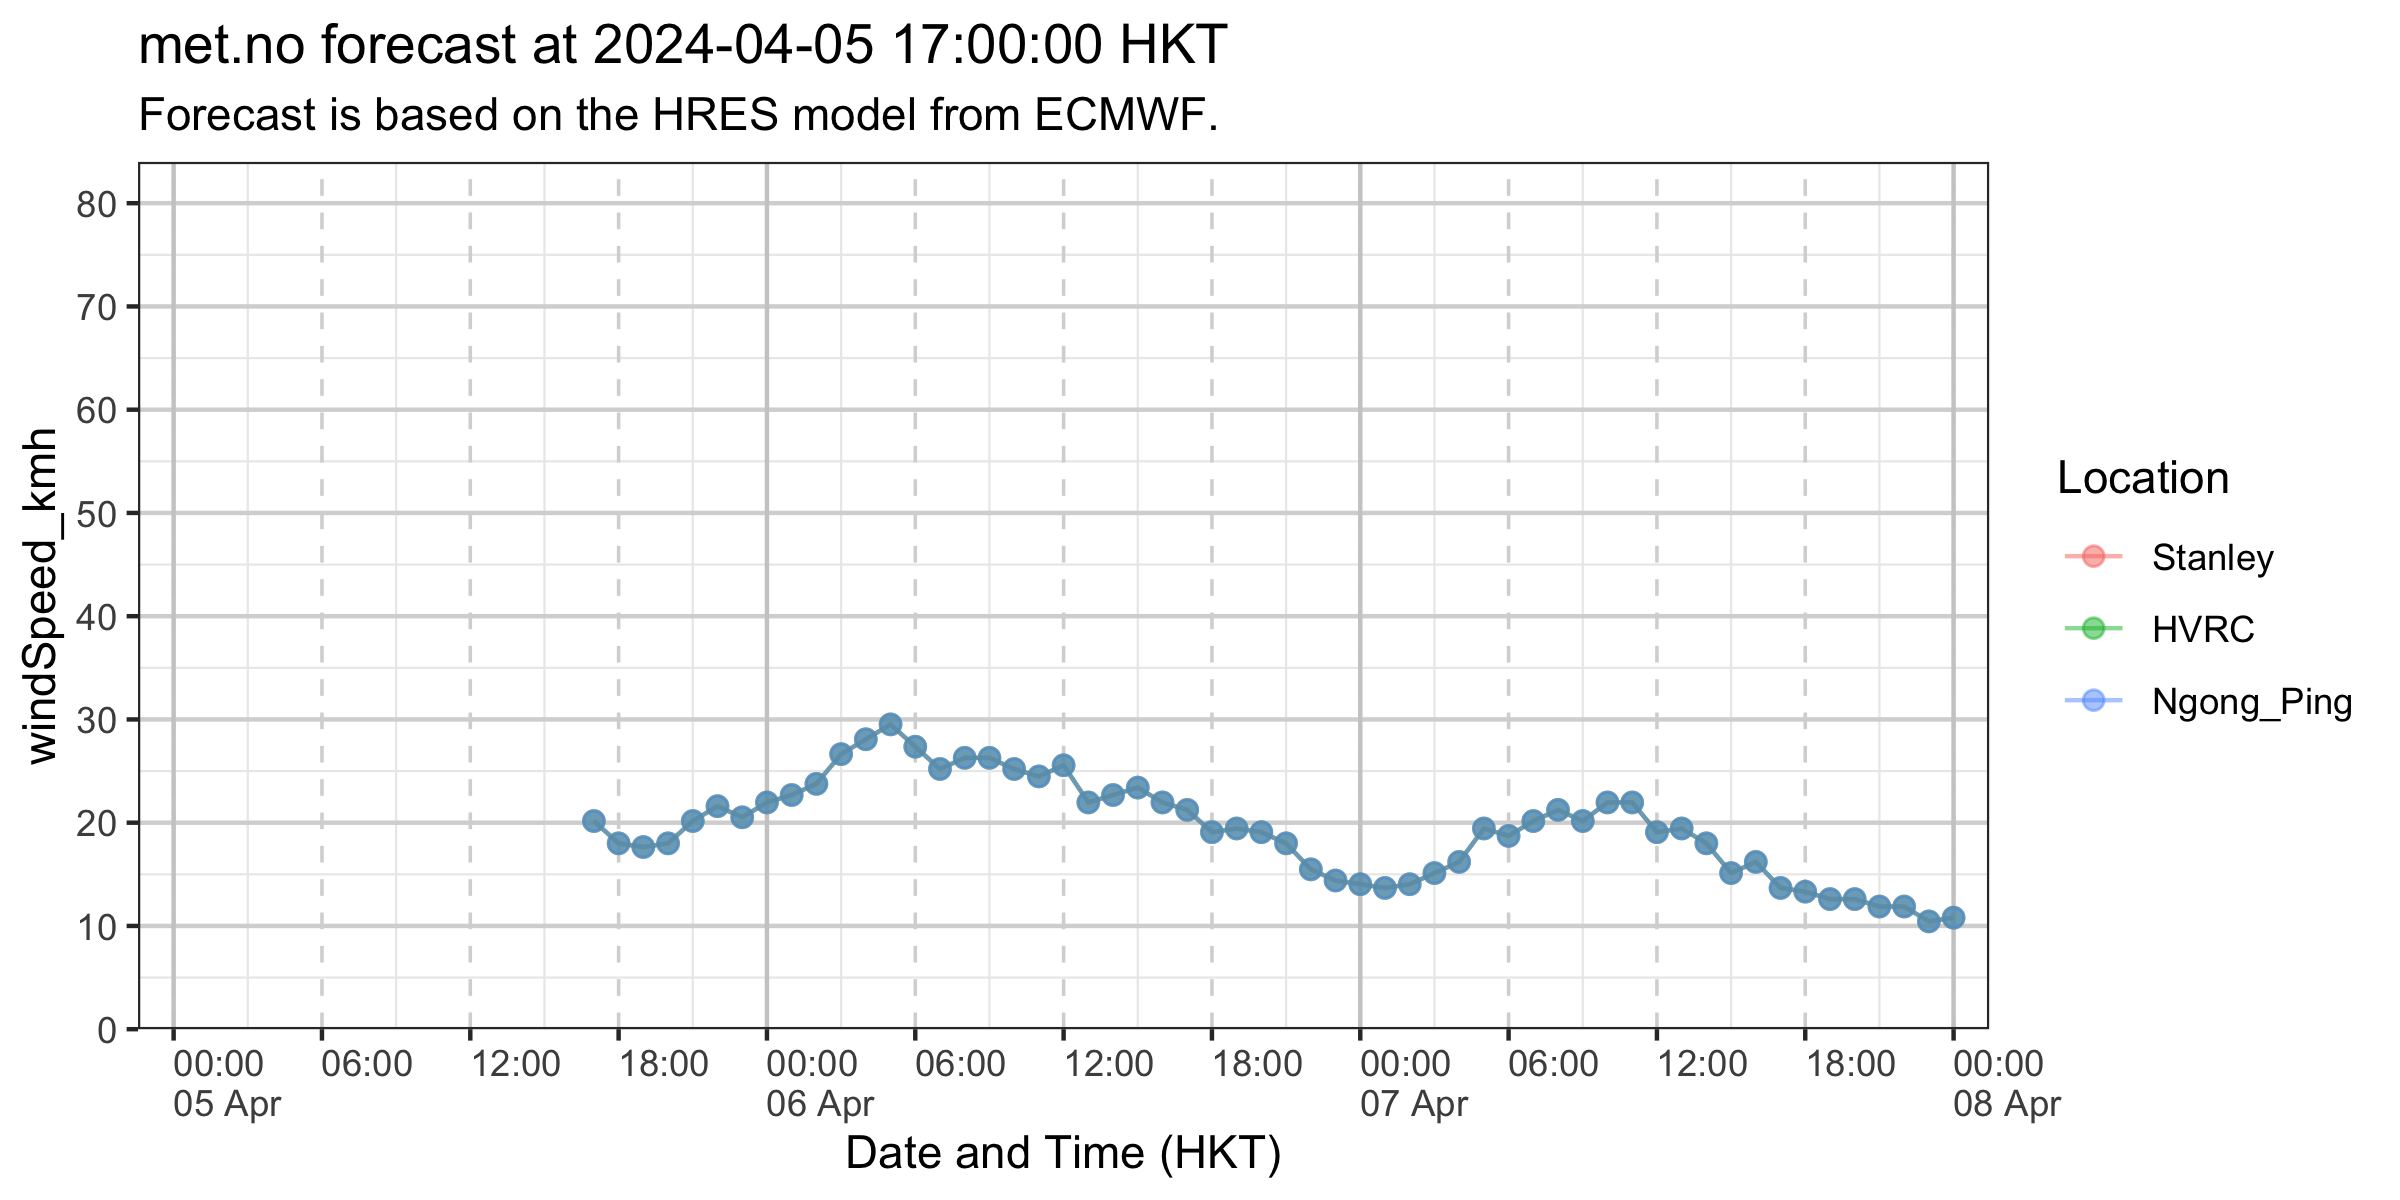 met.no forecast at 2024-04-05 17:00:00 HKT
Forecast is based on the HRES model from ECMWF.
windSpeed_kmh
80
70
60
50
40
30
20
10
0
00:00 06:00 12:00 18:00 00:00 06:00 12:00 18:00 00:00 06:00 12:00 18:00 00:00
05 Apr 06 Apr 07 Apr 08 Apr
Date and Time (HKT)
Location
Stanley
HVRC
Ngong_Ping